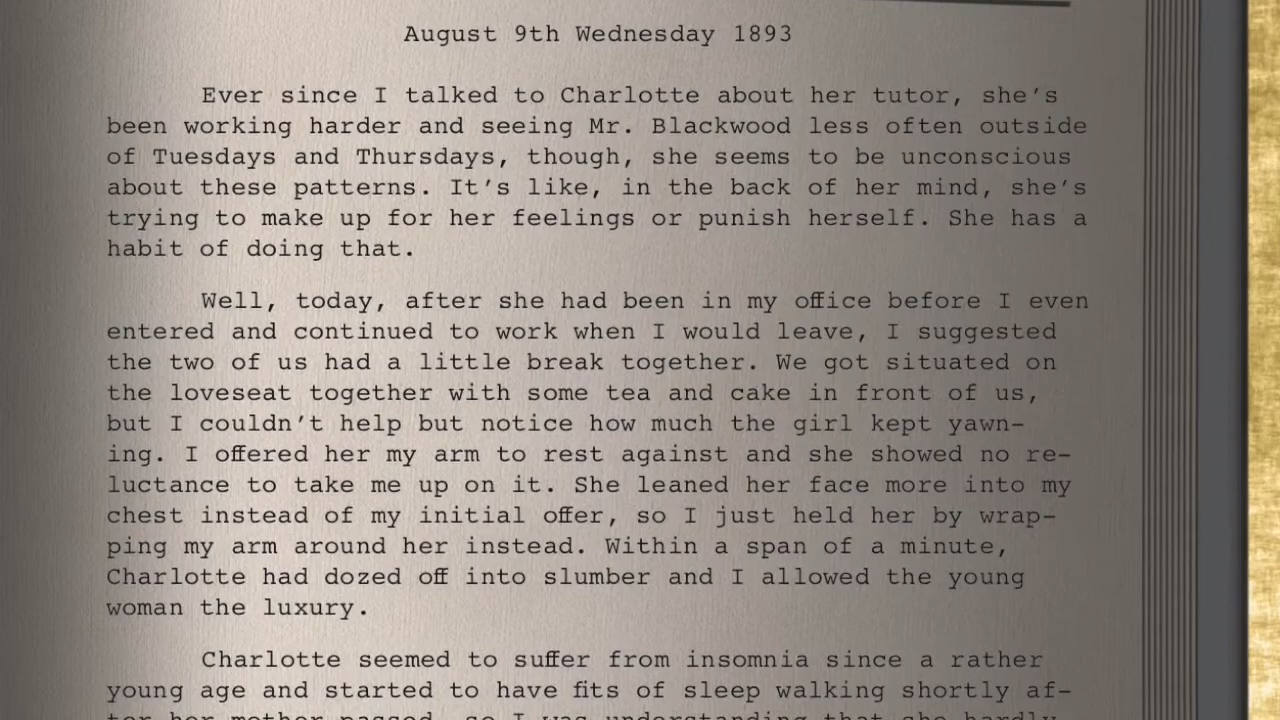 August 9th Wednesday 1893
Ever since I talked to Charlotte about her tutor, she's
been working harder and seeing Mr. Blackwood less often outside
of Tuesdays and Thursdays, though, she seems to be unconscious
about these patterns. It's like, in the back of her mind, she's
trying to make up for her feelings or punish herself. She has a
habit of doing that.
Well, today, after she had been in my office before I even
entered and continued to work when I would leave, I suggested
the two of us had a little break together. We got situated on
the loveseat together with some tea and cake in front of us,
but I couldn't help but notice how much the girl kept yawn-
ing. I offered her my arm to rest against and she showed no re-
luctance to take me up on it. She leaned her face more into my
chest instead of my initial offer, so I just held her by wrap-
ping my arm around her instead. Within a span of a minute,
Charlotte had dozed off into slumber and I allowed the young
woman the luxury.
Charlotte seemed to suffer from insomnia since a rather
young age and started to have fits of sleep walking shortly af-
ter her mother passed, so I was understanding that she hardly